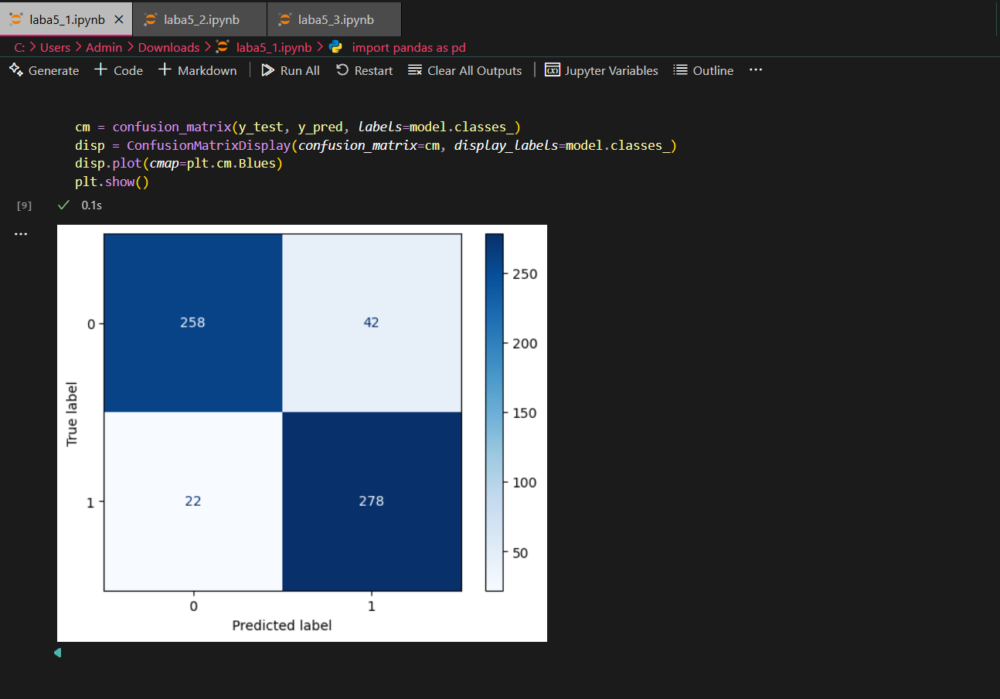 laba5_1.ipynb laba5_2.ipynb laba5_3.ipynb
C: > Users > Admin > Downloads > laba5_1.ipynb > import pandas as pd
Generate + Code + Markdown Run All Restart Clear All Outputs Jupyter Variables Outline ...
cm = confusion_matrix(y_test, y_pred, labels=model.classes_)
disp = ConfusionMatrixDisplay(confusion_matrix=cm, display_labels=model.classes_)
disp.plot(cmap=plt.cm.Blues)
plt.show()
[9] 0.1s
...
250
0 258 42
200
True label
150
100
1 22 278
50
0 1
Predicted label